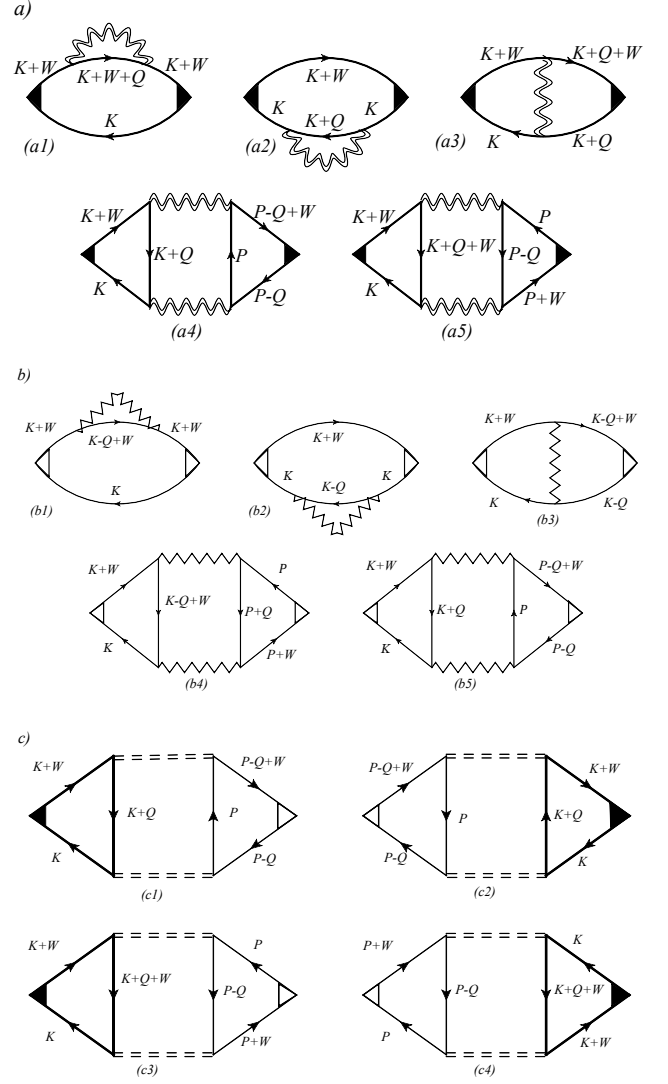 a)
K+W K+W+Q K+W
K
(a1)
K+W
K K+Q K
(a2)
K+W K+Q+W
K K+Q
(a3)
K+W P-Q+W
K+Q P
K P-Q
(a4)
K+W P
K+Q+W P-Q
K P+W
(a5)
b)
K+W K-Q+W K+W
K
(b1)
K+W
K K-Q K
(b2)
K+W K-Q+W
K K-Q
(b3)
K+W P
K-Q+W P+Q
K P+W
(b4)
K+W P-Q+W
K+Q P
K P-Q
(b5)
c)
K+W P-Q+W
K+Q P
K P-Q
(c1)
P-Q+W K+W
P K+Q
P-Q K
(c2)
K+W P
K+Q+W P-Q
K P+W
(c3)
P+W K
P-Q K+Q+W
P K+W
(c4)